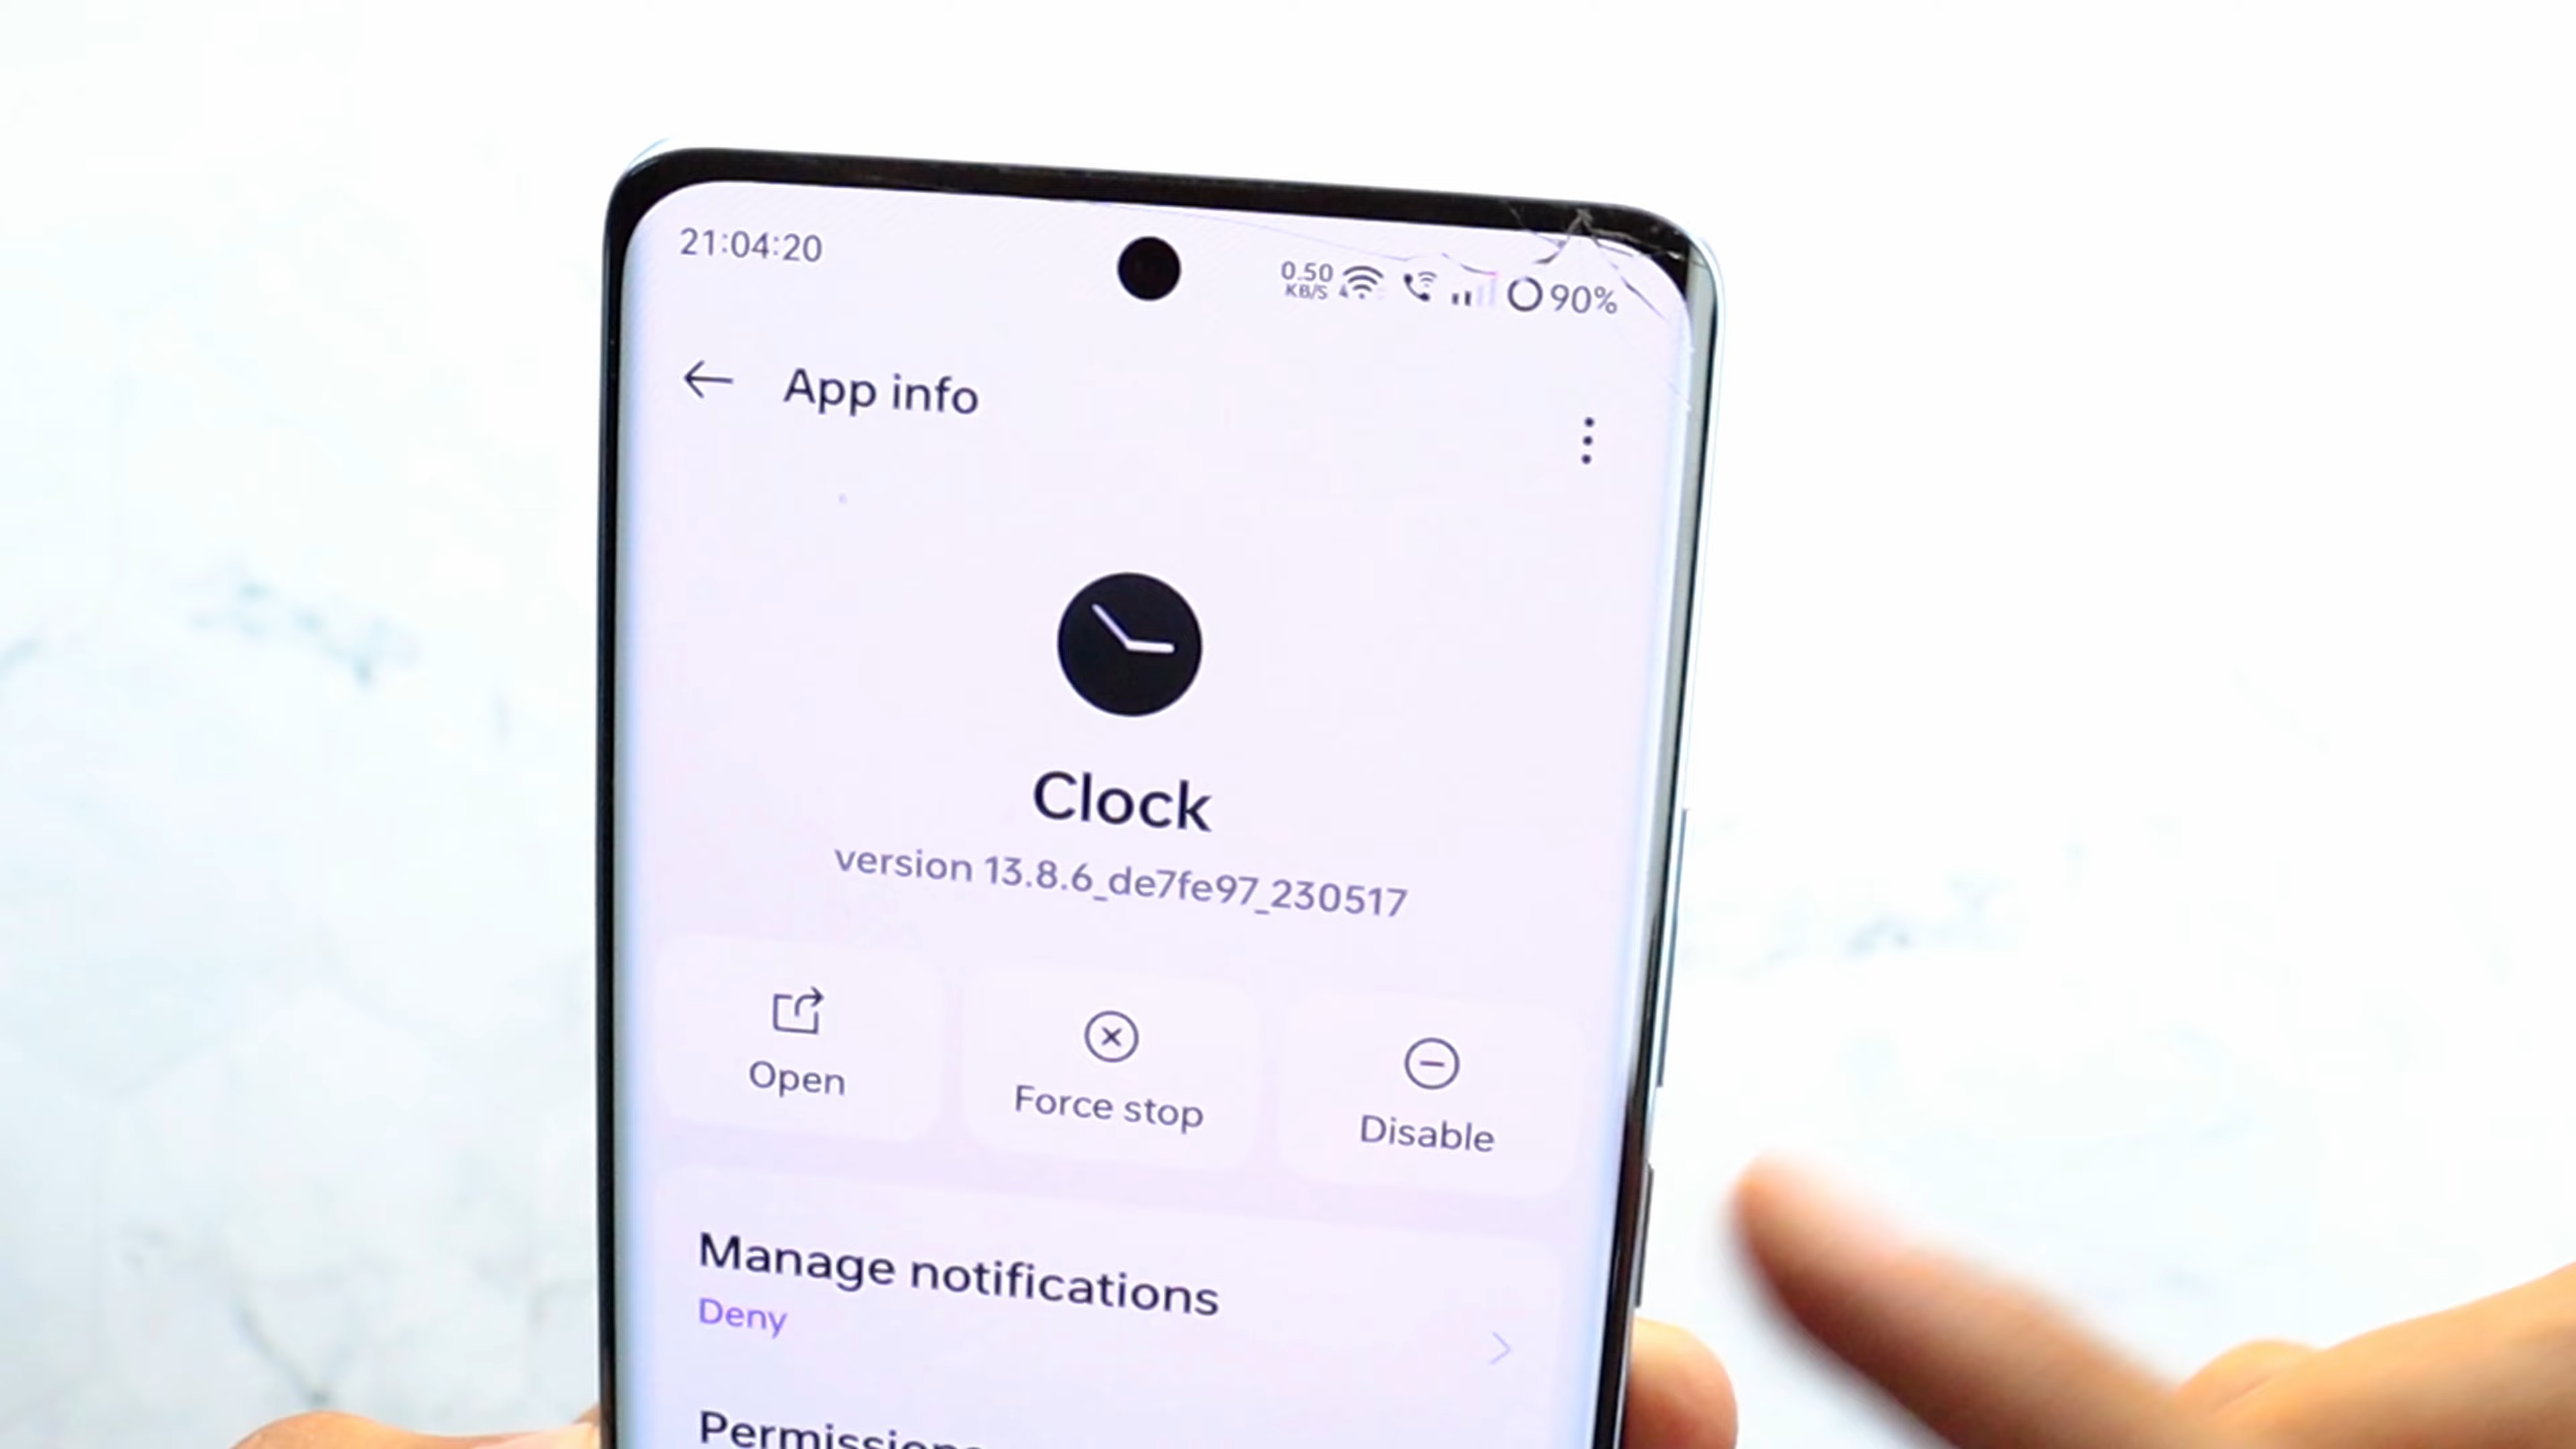 21:04:20
0.50
KB/S
4
90%
App info
Clock
version 13.8.6_de7fe97_230517
Open
Force stop
Disable
Manage notifications
Deny